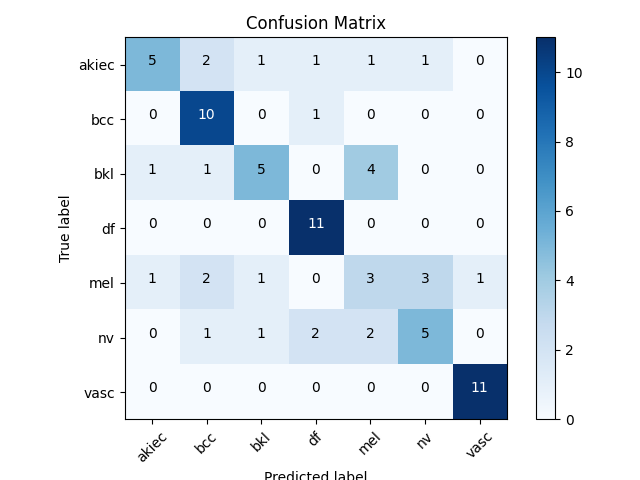 Confusion Matrix
akiec 5 2 1 1 1 1 0
bcc 0 10 0 1 0 0 0
bkl 1 1 5 0 4 0 0
df 0 0 0 11 0 0 0
mel 1 2 1 0 3 3 1
nv 0 1 1 2 2 5 0
vasc 0 0 0 0 0 0 11
akiec bcc bkl df mel nv vasc
True label
Predicted label
10
8
6
4
2
0